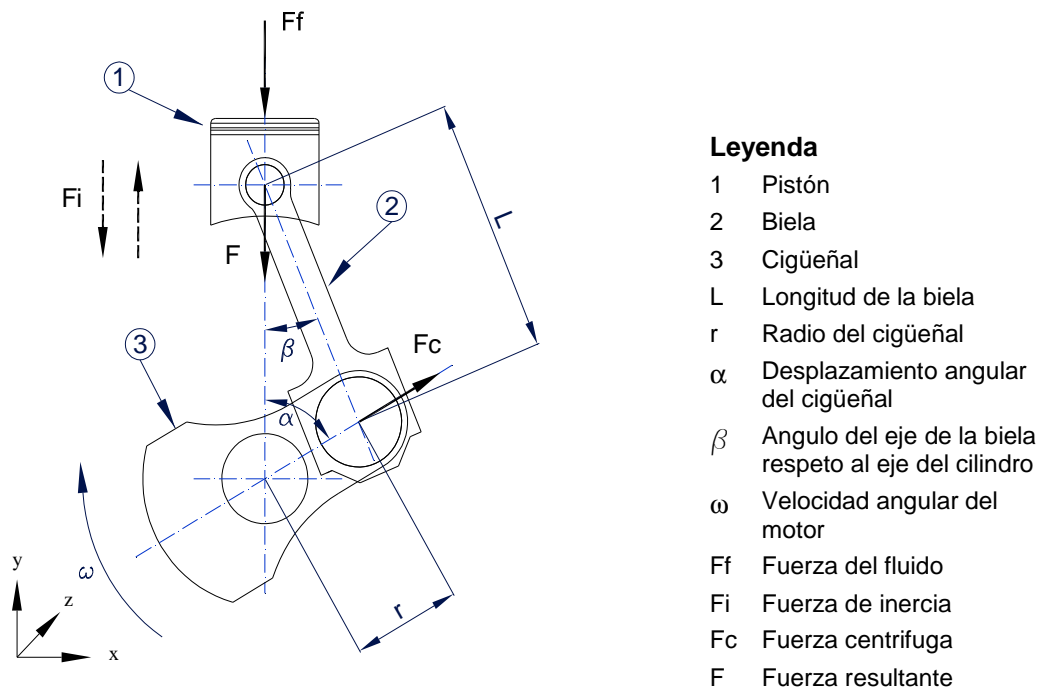 Ff
1
Fi
2
L
F
3
β
Fc
α
ω
r
y
z
x
Leyenda
1 Pistón
2 Biela
3 Cigüeñal
L Longitud de la biela
r Radio del cigüeñal
α Desplazamiento angular
del cigüeñal
β Angulo del eje de la biela
respeto al eje del cilindro
ω Velocidad angular del
motor
Ff Fuerza del fluido
Fi Fuerza de inercia
Fc Fuerza centrifuga
F Fuerza resultante